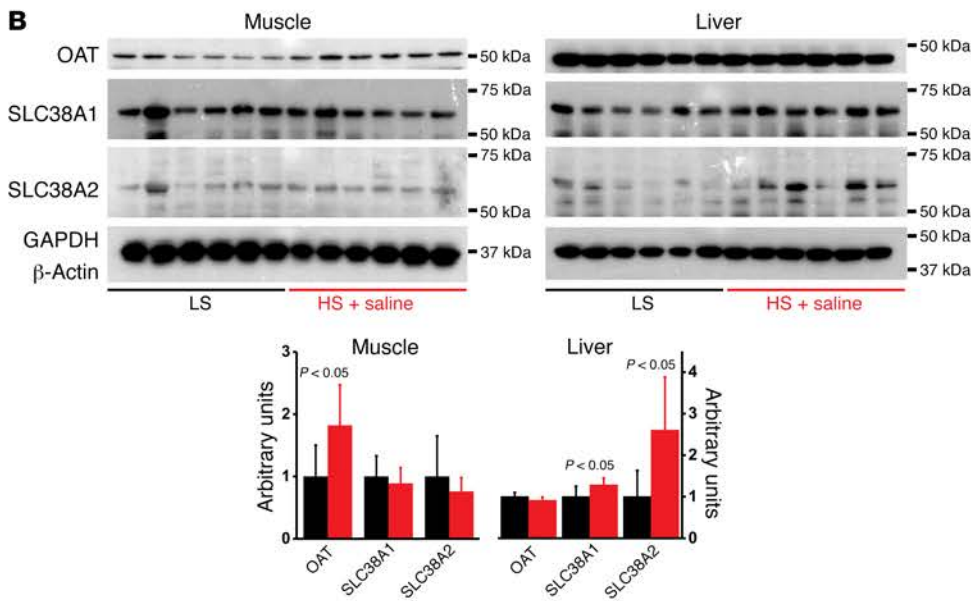 B
Muscle
Liver
OAT
50 kDa
50 kDa
SLC38A1
75 kDa
50 kDa
75 kDa
50 kDa
SLC38A2
75 kDa
50 kDa
75 kDa
50 kDa
GAPDH
β-Actin
37 kDa
50 kDa
37 kDa
LS
HS + saline
LS
HS + saline
Muscle
Liver
Arbitrary units
3
2
1
0
P < 0.05
OAT
SLC38A1
SLC38A2
P < 0.05
P < 0.05
OAT
SLC38A1
SLC38A2
4
3
2
1
0
Arbitrary units